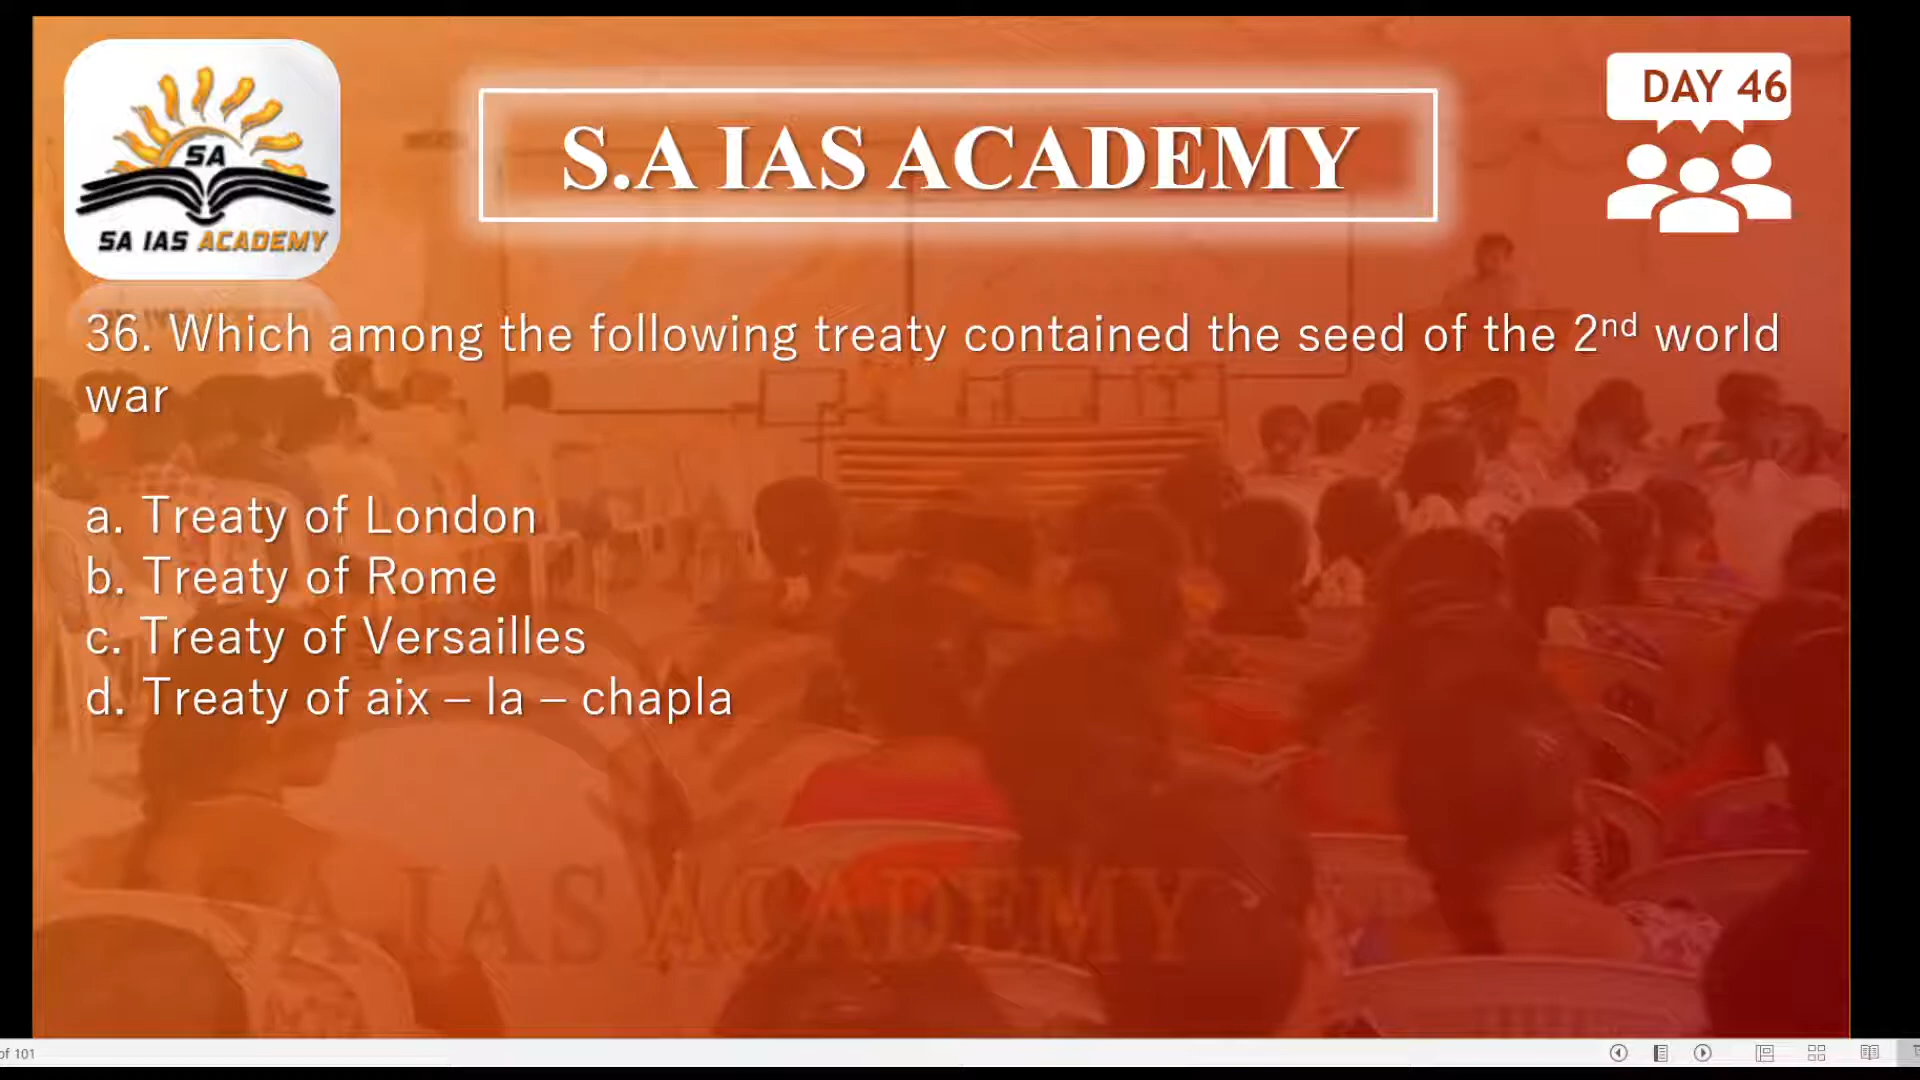 SA
SA IAS ACADEMY
S.A IAS ACADEMY
DAY 46
36. Which among the following treaty contained the seed of the 2nd world
war
a. Treaty of London
b. Treaty of Rome
c. Treaty of Versailles
d. Treaty of aix – la – chapla
SA IAS ACADEMY
of 101